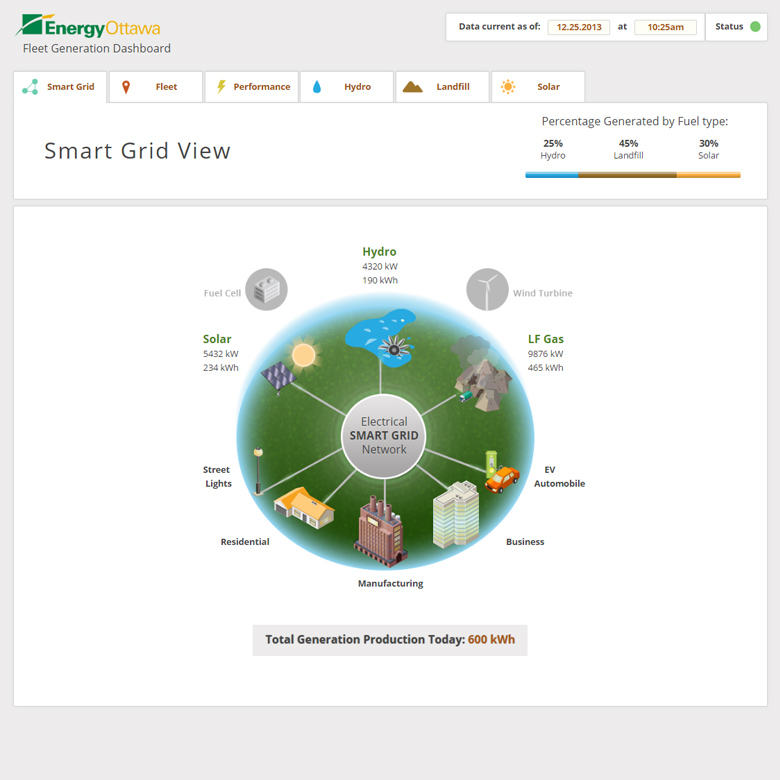 EnergyOttawa
Fleet Generation Dashboard
Data current as of: 12.25.2013 at 10:25am Status
Smart Grid Fleet Performance Hydro Landfill Solar
Smart Grid View
Percentage Generated by Fuel type:
25% 45% 30%
Hydro Landfill Solar
Hydro
4320 kW
190 kWh
Fuel Cell
Wind Turbine
Solar
5432 kW
234 kWh
LF Gas
9876 kW
465 kWh
Electrical
SMART GRID
Network
Street
Lights
EV
Automobile
Residential
Business
Manufacturing
Total Generation Production Today: 600 kWh